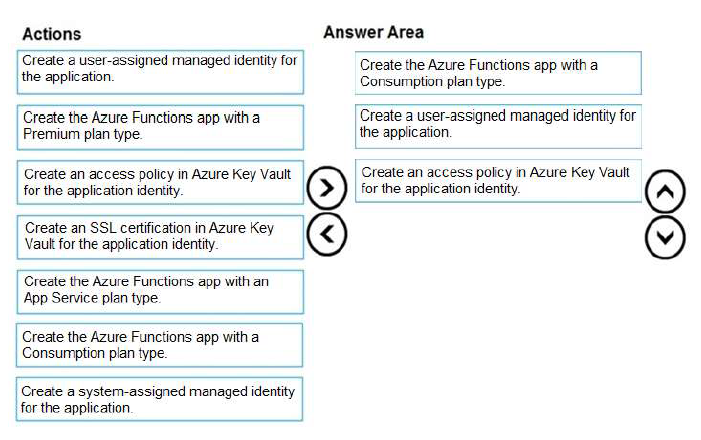 Actions
Create a user-assigned managed identity for
the application.
Create the Azure Functions app with a
Premium plan type.
Create an access policy in Azure Key Vault
for the application identity.
Create an SSL certification in Azure Key
Vault for the application identity.
Create the Azure Functions app with an
App Service plan type.
Create the Azure Functions app with a
Consumption plan type.
Create a system-assigned managed identity
for the application.
Answer Area
Create the Azure Functions app with a
Consumption plan type.
Create a user-assigned managed identity for
the application.
Create an access policy in Azure Key Vault
for the application identity.